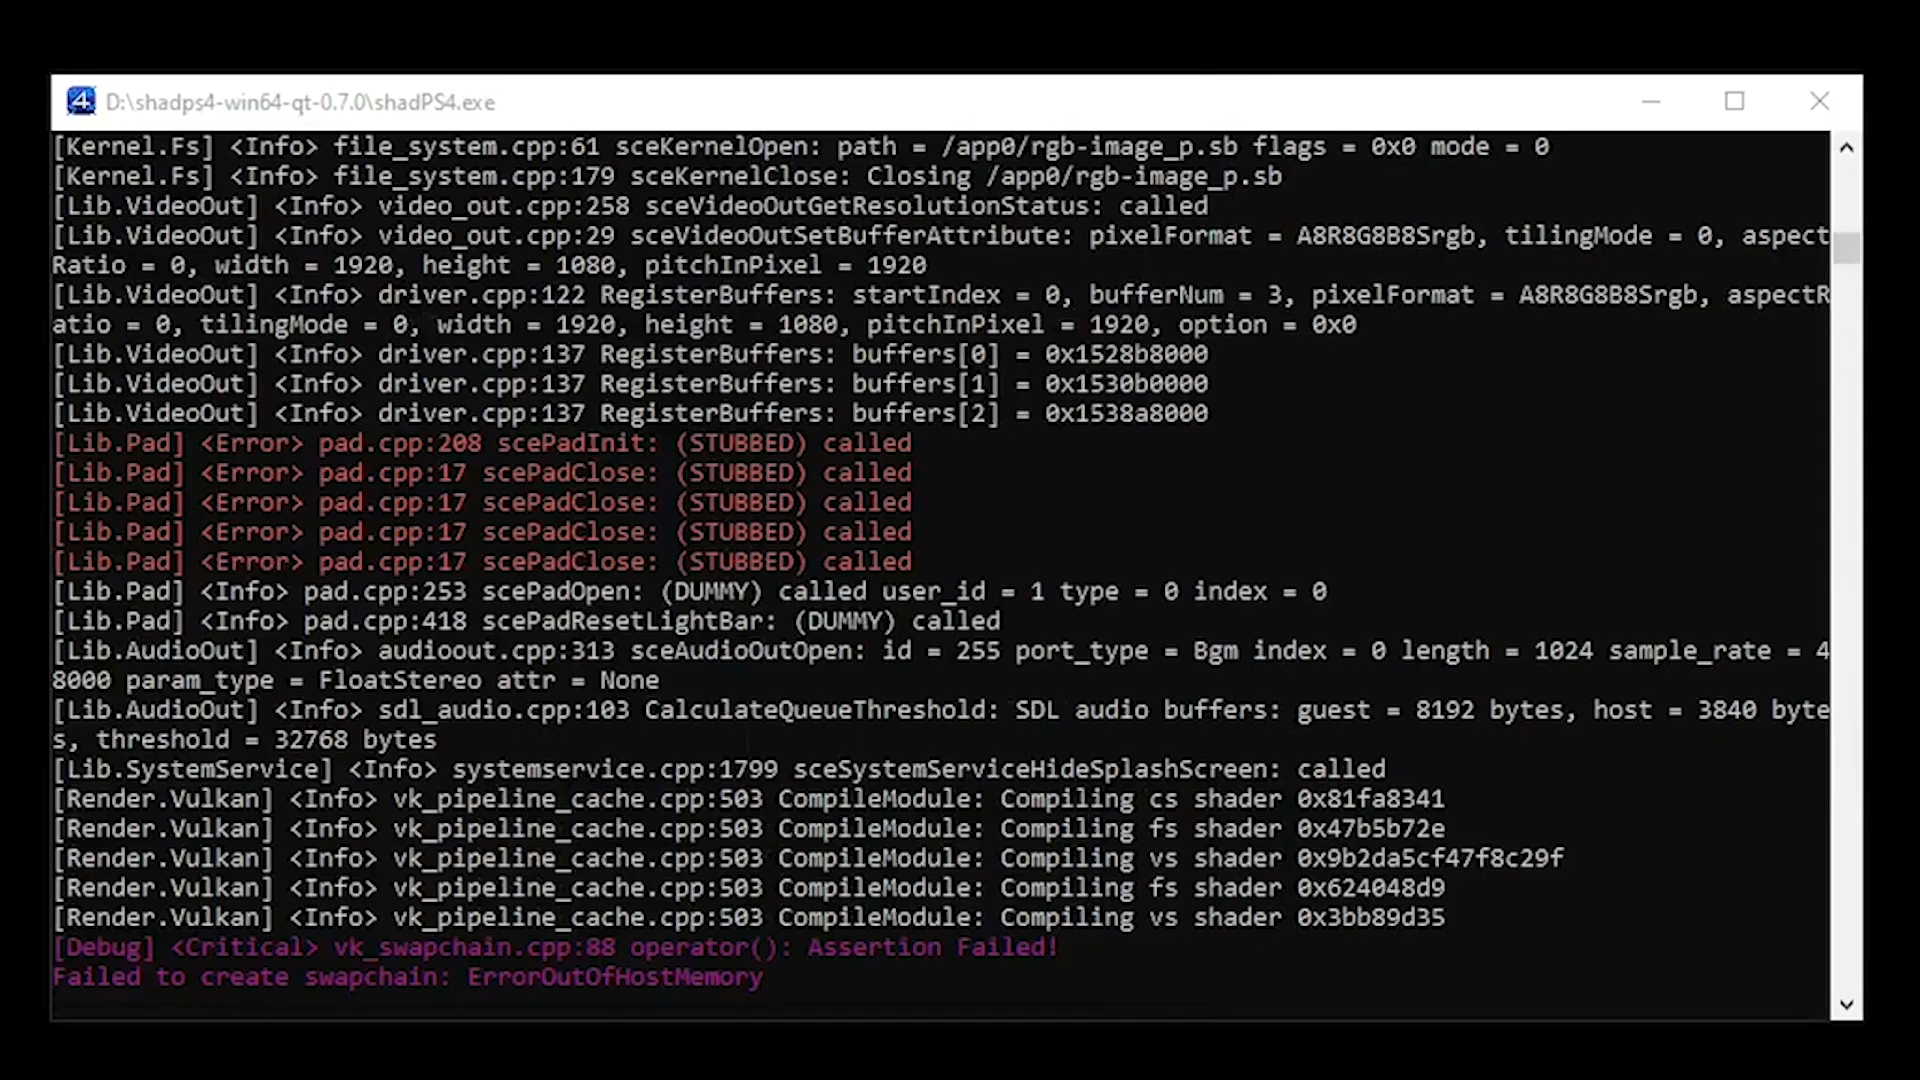 D:\shadps4-win64-qt-0.7.0\shadPS4.exe
[Kernel.Fs] <Info> file_system.cpp:61 sceKernelOpen: path = /app0/rgb-image_p.sb flags = 0x0 mode = 0
[Kernel.Fs] <Info> file_system.cpp:179 sceKernelClose: Closing /app0/rgb-image_p.sb
[Lib.VideoOut] <Info> video_out.cpp:258 sceVideoOutGetResolutionStatus: called
[Lib.VideoOut] <Info> video_out.cpp:29 sceVideoOutSetBufferAttribute: pixelFormat = A8R8G8B8Srgb, tilingMode = 0, aspect
Ratio = 0, width = 1920, height = 1080, pitchInPixel = 1920
[Lib.VideoOut] <Info> driver.cpp:122 RegisterBuffers: startIndex = 0, bufferNum = 3, pixelFormat = A8R8G8B8Srgb, aspectR
atio = 0, tilingMode = 0, width = 1920, height = 1080, pitchInPixel = 1920, option = 0x0
[Lib.VideoOut] <Info> driver.cpp:137 RegisterBuffers: buffers[0] = 0x1528b8000
[Lib.VideoOut] <Info> driver.cpp:137 RegisterBuffers: buffers[1] = 0x1530b0000
[Lib.VideoOut] <Info> driver.cpp:137 RegisterBuffers: buffers[2] = 0x1538a8000
[Lib.Pad] <Error> pad.cpp:208 scePadInit: (STUBBED) called
[Lib.Pad] <Error> pad.cpp:17 scePadClose: (STUBBED) called
[Lib.Pad] <Error> pad.cpp:17 scePadClose: (STUBBED) called
[Lib.Pad] <Error> pad.cpp:17 scePadClose: (STUBBED) called
[Lib.Pad] <Error> pad.cpp:17 scePadClose: (STUBBED) called
[Lib.Pad] <Info> pad.cpp:253 scePadOpen: (DUMMY) called user_id = 1 type = 0 index = 0
[Lib.Pad] <Info> pad.cpp:418 scePadResetLightBar: (DUMMY) called
[Lib.AudioOut] <Info> audioout.cpp:313 sceAudioOutOpen: id = 255 port_type = Bgm index = 0 length = 1024 sample_rate = 4
8000 param_type = FloatStereo attr = None
[Lib.AudioOut] <Info> sdl_audio.cpp:103 CalculateQueueThreshold: SDL audio buffers: guest = 8192 bytes, host = 3840 byte
s, threshold = 32768 bytes
[Lib.SystemService] <Info> systemservice.cpp:1799 sceSystemServiceHideSplashScreen: called
[Render.Vulkan] <Info> vk_pipeline_cache.cpp:503 CompileModule: Compiling cs shader 0x81fa8341
[Render.Vulkan] <Info> vk_pipeline_cache.cpp:503 CompileModule: Compiling fs shader 0x47b5b72e
[Render.Vulkan] <Info> vk_pipeline_cache.cpp:503 CompileModule: Compiling vs shader 0x9b2da5cf47f8c29f
[Render.Vulkan] <Info> vk_pipeline_cache.cpp:503 CompileModule: Compiling fs shader 0x624048d9
[Render.Vulkan] <Info> vk_pipeline_cache.cpp:503 CompileModule: Compiling vs shader 0x3bb89d35
[Debug] <Critical> vk_swapchain.cpp:88 operator(): Assertion Failed!
Failed to create swapchain: ErrorOutOfHostMemory